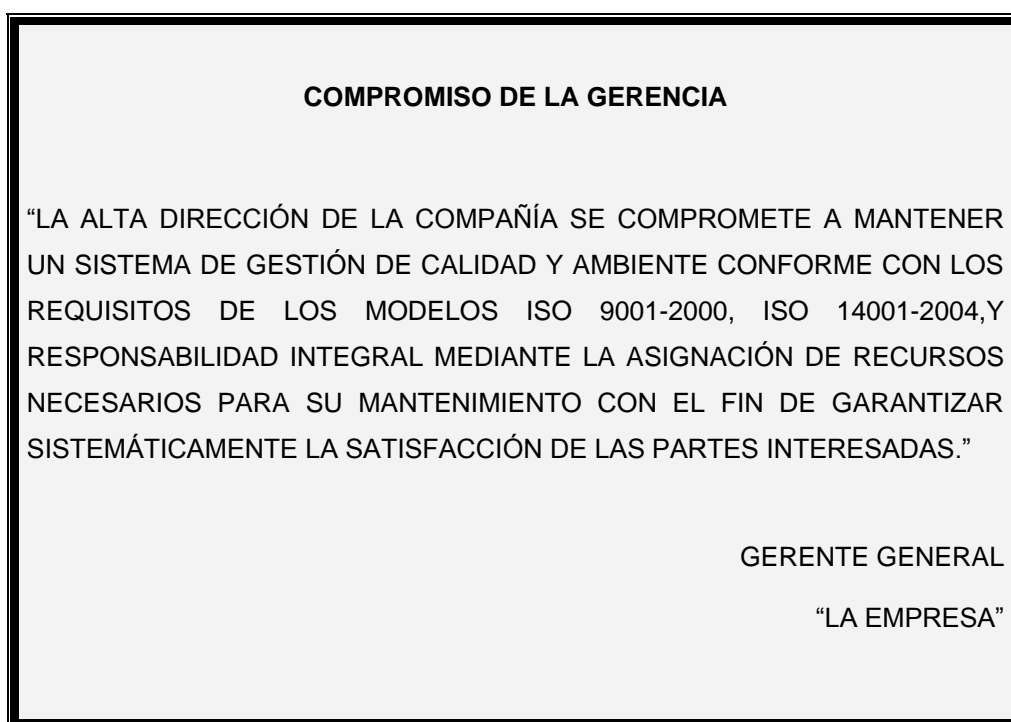 COMPROMISO DE LA GERENCIA
“LA ALTA DIRECCIÓN DE LA COMPAÑÍA SE COMPROMETE A MANTENER
UN SISTEMA DE GESTIÓN DE CALIDAD Y AMBIENTE CONFORME CON LOS
REQUISITOS DE LOS MODELOS ISO 9001-2000, ISO 14001-2004,Y
RESPONSABILIDAD INTEGRAL MEDIANTE LA ASIGNACIÓN DE RECURSOS
NECESARIOS PARA SU MANTENIMIENTO CON EL FIN DE GARANTIZAR
SISTEMÁTICAMENTE LA SATISFACCIÓN DE LAS PARTES INTERESADAS.”
GERENTE GENERAL
“LA EMPRESA”